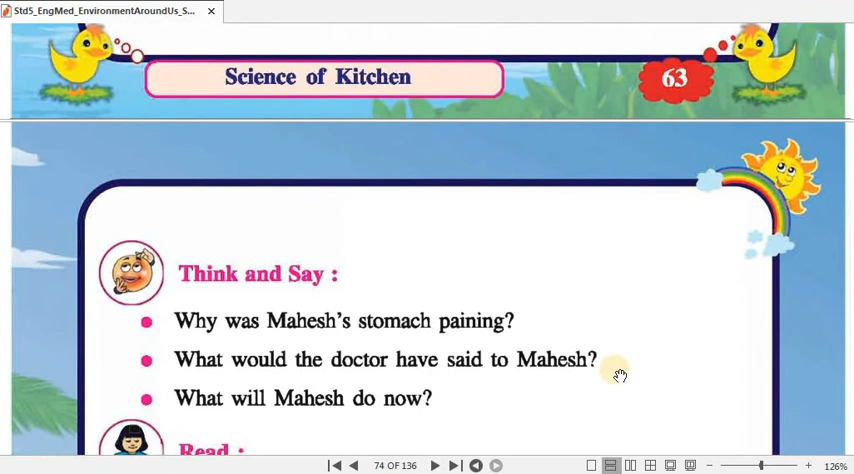 Std5_EngMed_EnvironmentAroundUs_S...
Science of Kitchen
63
Think and Say :
Why was Mahesh's stomach paining?
What would the doctor have said to Mahesh?
What will Mahesh do now?
Read :
74 OF 136
126%